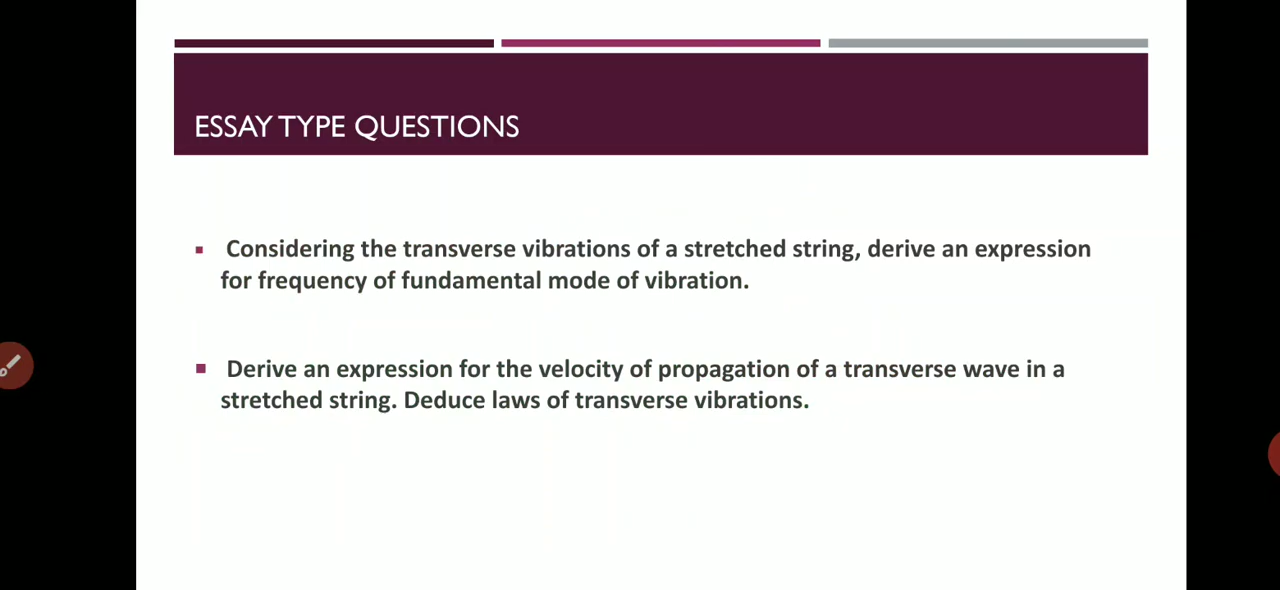 ESSAY TYPE QUESTIONS
Considering the transverse vibrations of a stretched string, derive an expression
for frequency of fundamental mode of vibration.
Derive an expression for the velocity of propagation of a transverse wave in a
stretched string. Deduce laws of transverse vibrations.